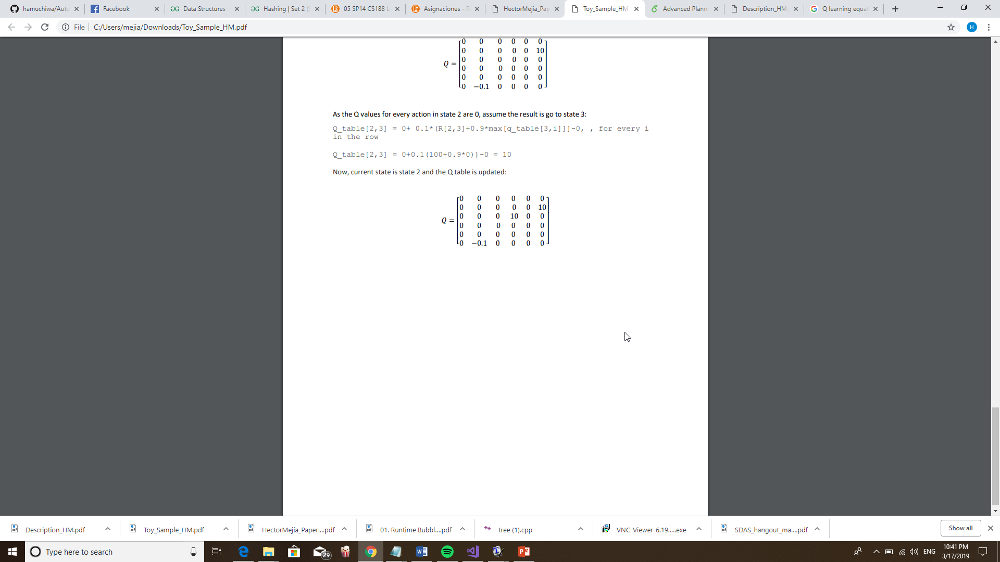 hamuchiwa/Auto
Facebook
Data Structures -
Hashing | Set 2 (S
05 SP14 CS188 L
Asignaciones - P
HectorMejia_Pap
Toy_Sample_HM.
Advanced Planni
Description_HM.
Q learning equat
File
C:/Users/mejia/Downloads/Toy_Sample_HM.pdf
H
0 0 0 0 0 0
0 0 0 0 0 10
0 0 0 0 0 0
Q =
0 0 0 0 0 0
0 0 0 0 0 0
0 −0.1 0 0 0 0
As the Q values for every action in state 2 are 0, assume the result is go to state 3:
Q_table[2,3] = 0+ 0.1*(R[2,3]+0.9*max[q_table[3,i]]]-0, , for every i
in the row
Q_table[2,3] = 0+0.1(100+0.9*0))-0 = 10
Now, current state is state 2 and the Q table is updated:
0 0 0 0 0 0
0 0 0 0 0 10
0 0 0 10 0 0
Q =
0 0 0 0 0 0
0 0 0 0 0 0
0 −0.1 0 0 0 0
Description_HM.pdf
Toy_Sample_HM.pdf
HectorMejia_Paper....pdf
01. Runtime Bubbl....pdf
tree (1).cpp
VNC-Viewer-6.19.....exe
SDAS_hangout_ma....pdf
Show all
Type here to search
29
ENG
10:41 PM
3/17/2019